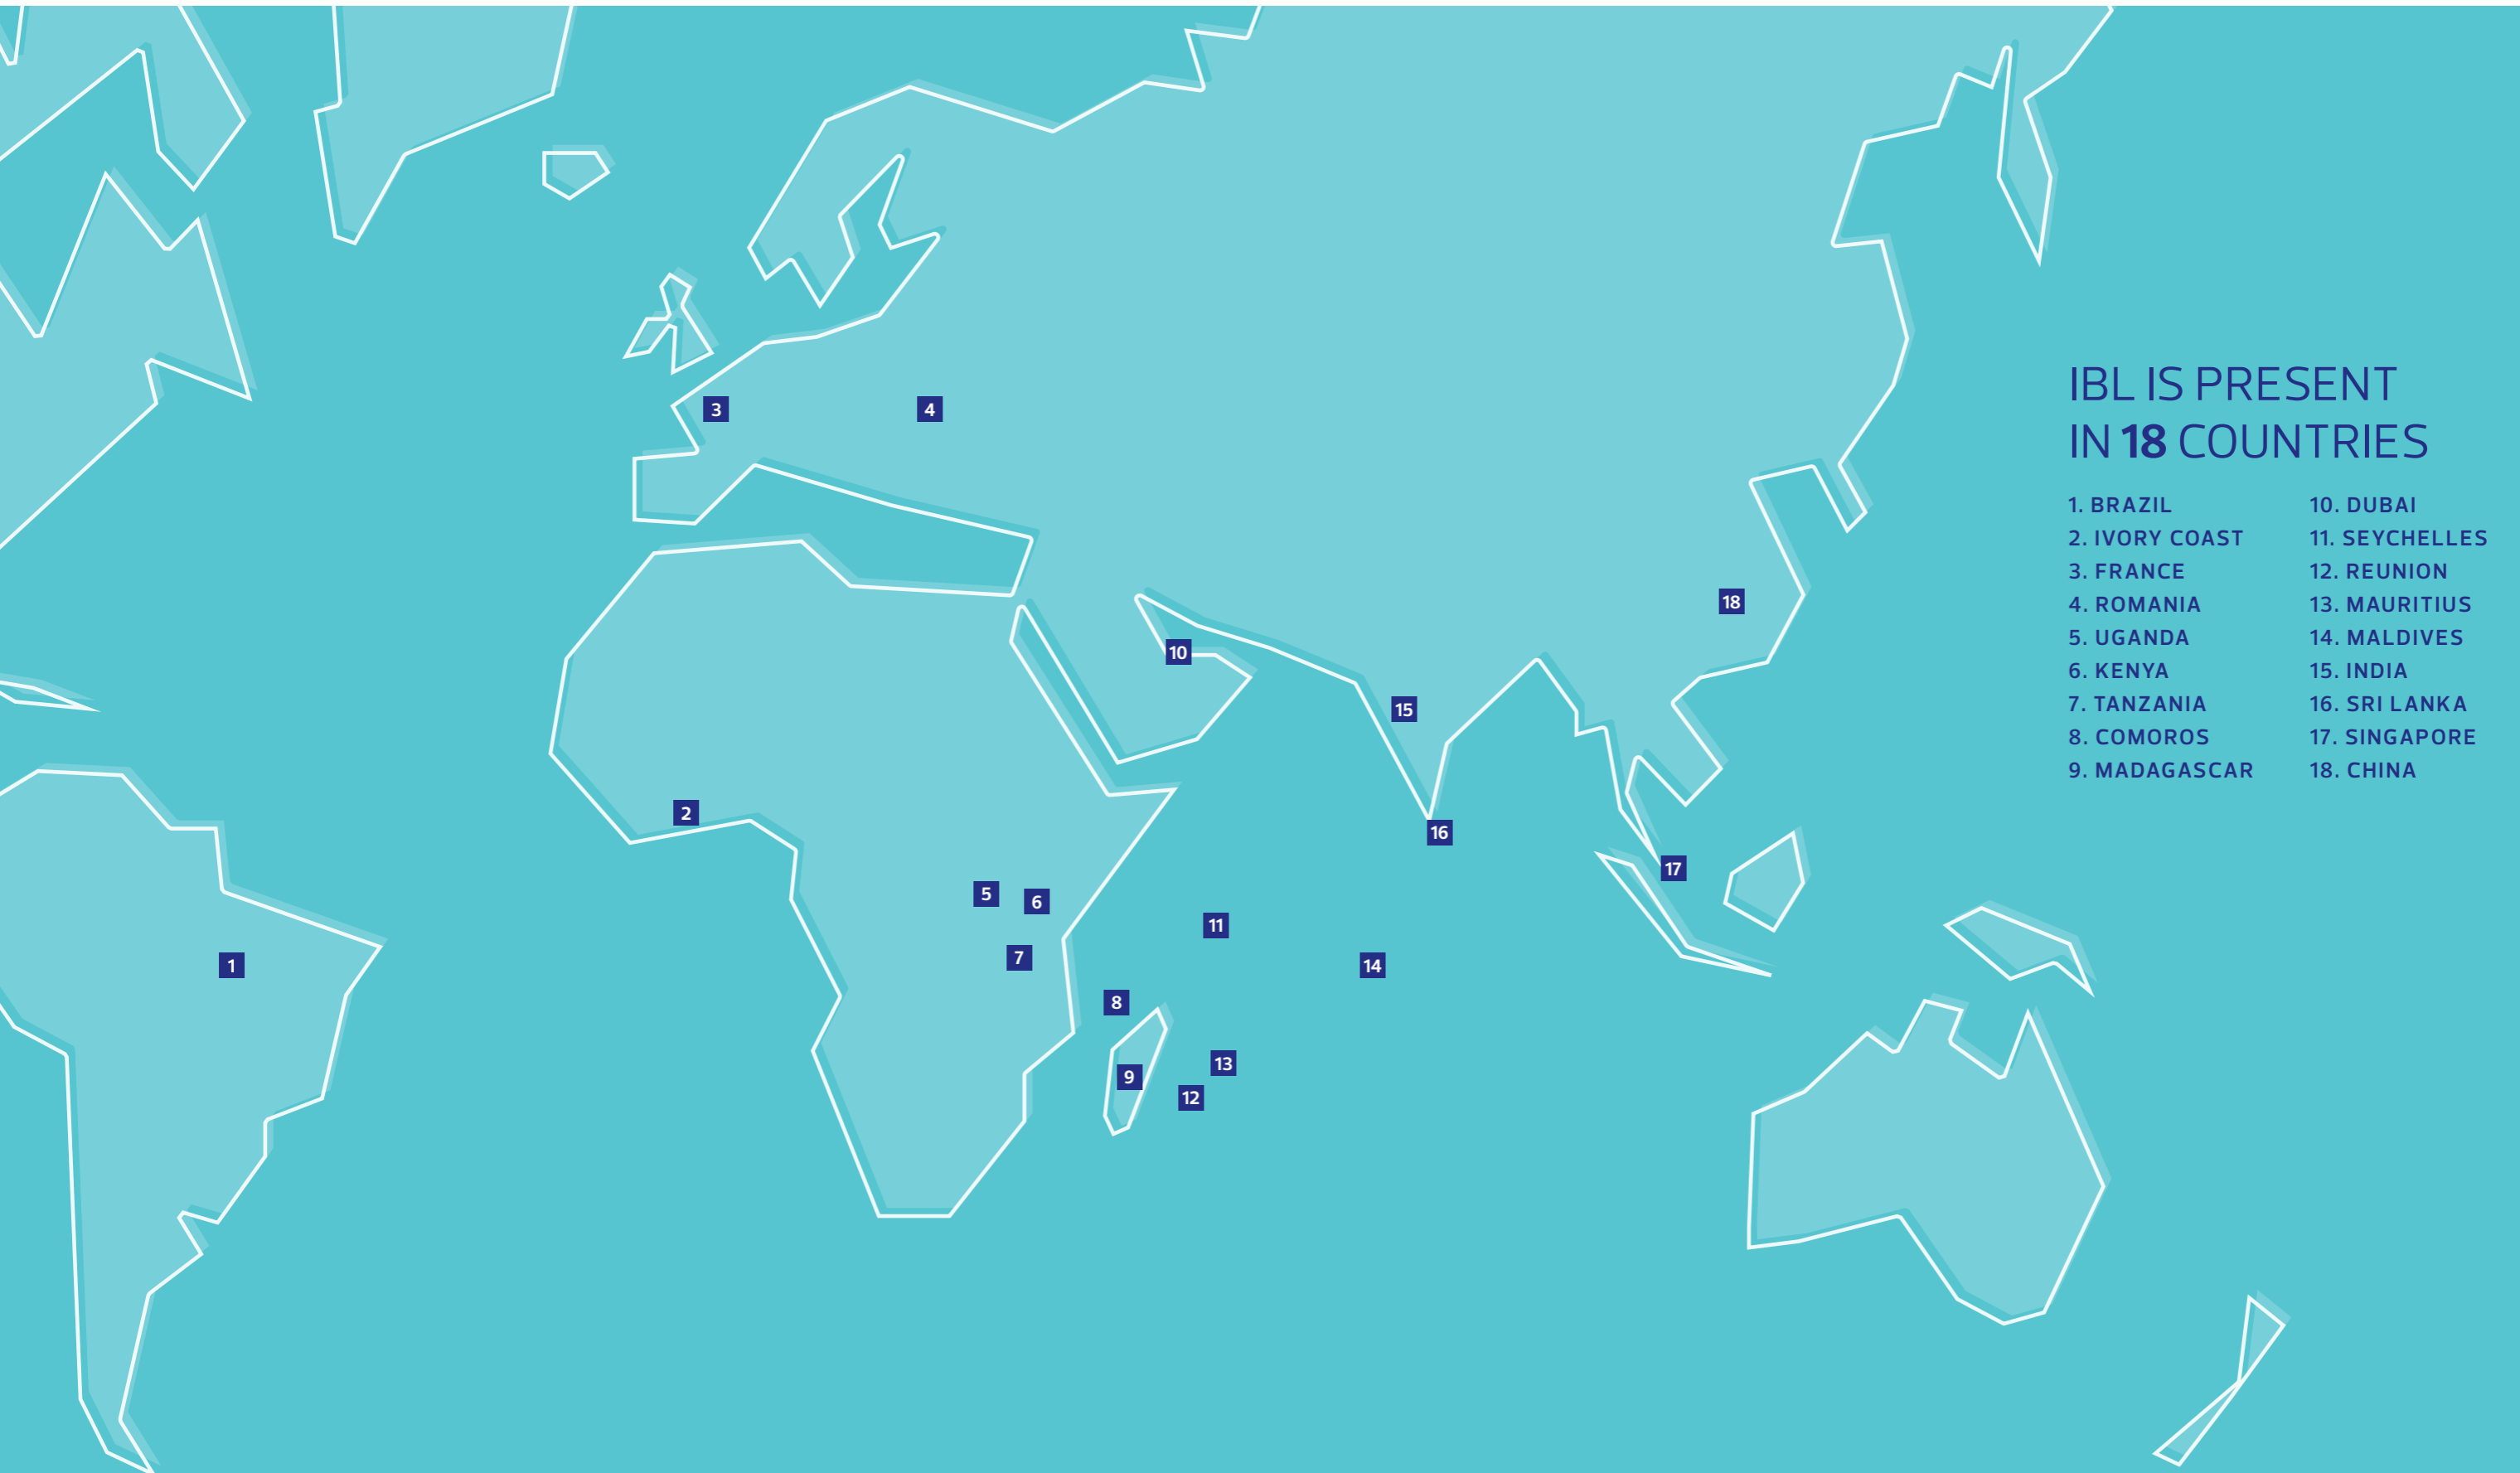 IBL IS PRESENT
IN 18 COUNTRIES
1. BRAZIL
2. IVORY COAST
3. FRANCE
4. ROMANIA
5. UGANDA
6. KENYA
7. TANZANIA
8. COMOROS
9. MADAGASCAR
10. DUBAI
11. SEYCHELLES
12. REUNION
13. MAURITIUS
14. MALDIVES
15. INDIA
16. SRI LANKA
17. SINGAPORE
18. CHINA
3
4
18
10
15
2
16
17
5
6
11
7
14
1
8
13
9
12